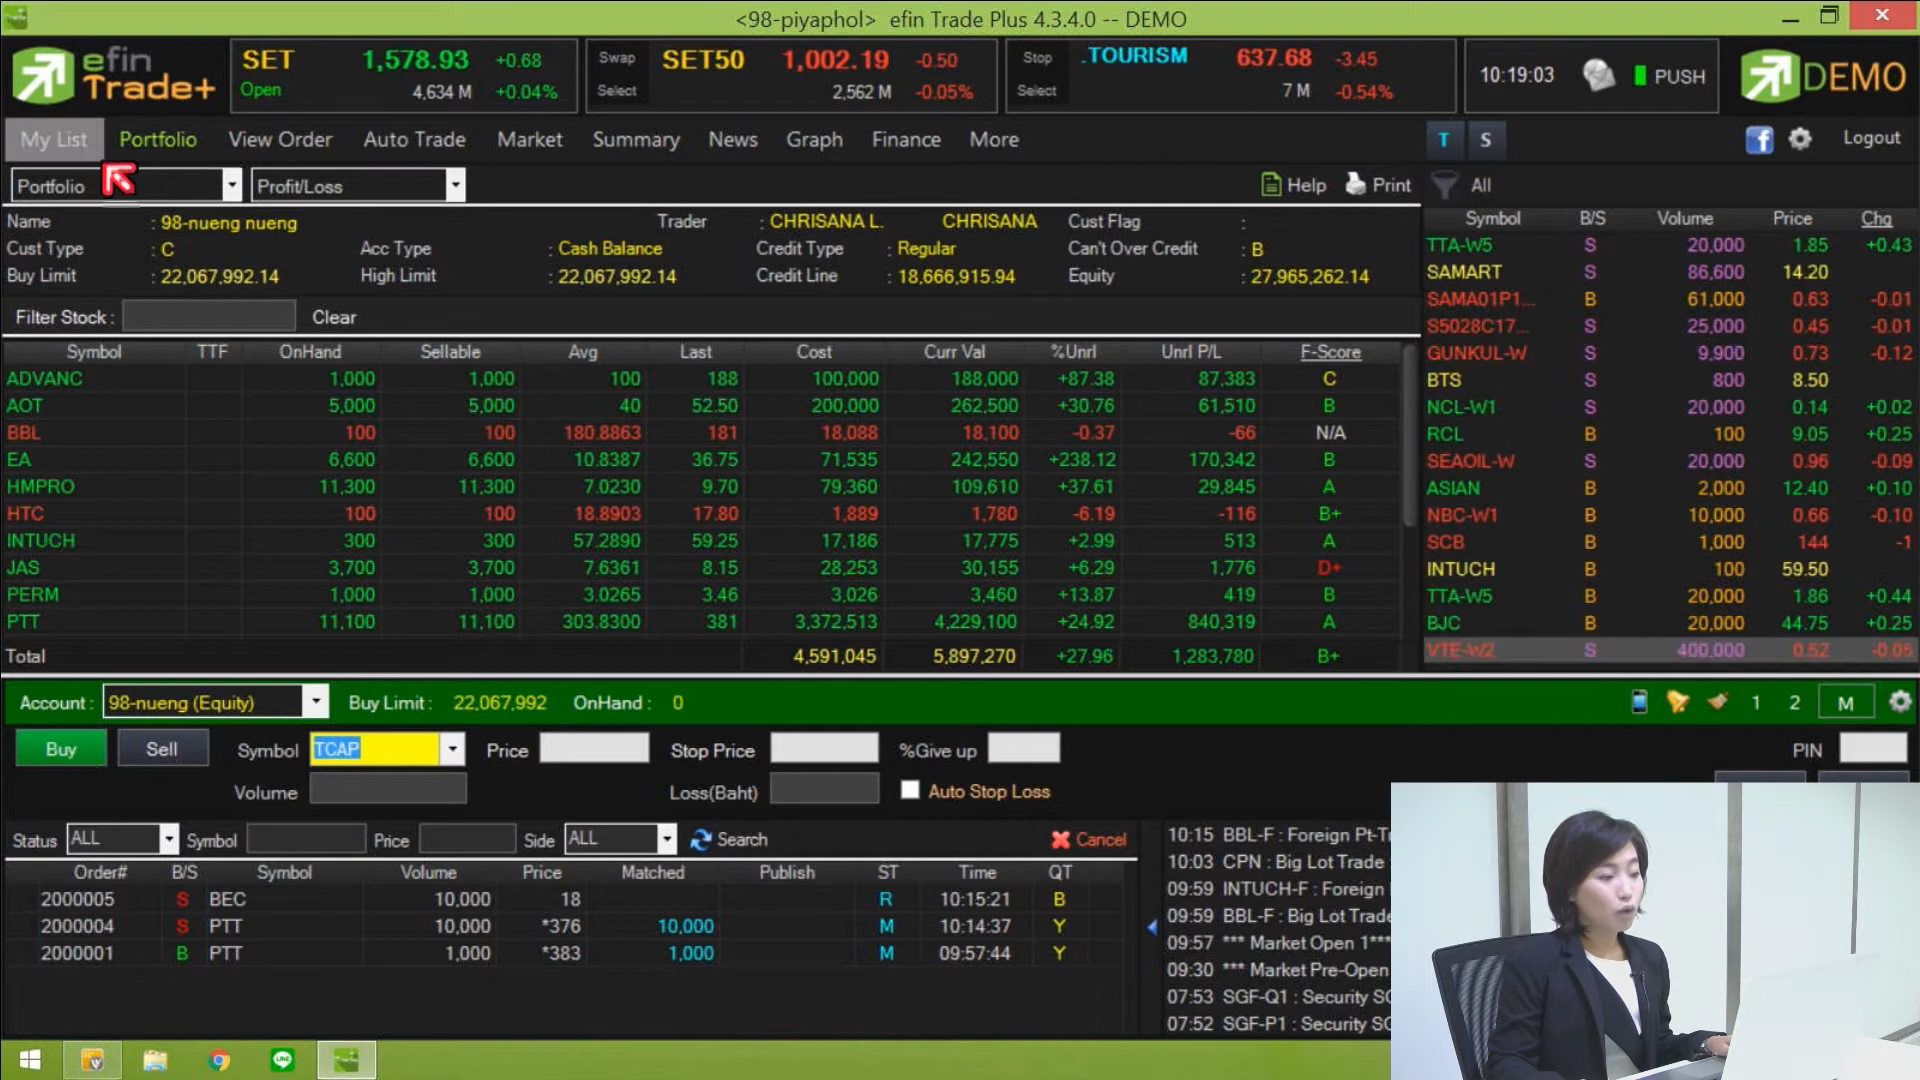 <98-piyaphol> efin Trade Plus 4.3.4.0 -- DEMO
efin Trade+
SET 1,578.93 +0.68
Open 4,634 M +0.04%
Swap SET50 1,002.19 -0.50
Select 2,562 M -0.05%
Stop .TOURISM 637.68 -3.45
Select 7 M -0.54%
10:19:03 PUSH
DEMO
My List Portfolio View Order Auto Trade Market Summary News Graph Finance More T S f Logout
Portfolio Profit/Loss Help Print All
Name : 98-nueng nueng Trader : CHRISANA L. CHRISANA Cust Flag :
Cust Type : C Acc Type : Cash Balance Credit Type : Regular Can't Over Credit : B
Buy Limit : 22,067,992.14 High Limit : 22,067,992.14 Credit Line : 18,666,915.94 Equity : 27,965,262.14
Filter Stock : Clear
Symbol TTF OnHand Sellable Avg Last Cost Curr Val %Unrl Unrl P/L F-Score
ADVANC 1,000 1,000 100 188 100,000 188,000 +87.38 87,383 C
AOT 5,000 5,000 40 52.50 200,000 262,500 +30.76 61,510 B
BBL 100 100 180.8863 181 18,088 18,100 -0.37 -66 N/A
EA 6,600 6,600 10.8387 36.75 71,535 242,550 +238.12 170,342 B
HMPRO 11,300 11,300 7.0230 9.70 79,360 109,610 +37.61 29,845 A
HTC 100 100 18.8903 17.80 1,889 1,780 -6.19 -116 B+
INTUCH 300 300 57.2890 59.25 17,186 17,775 +2.99 513 A
JAS 3,700 3,700 7.6361 8.15 28,253 30,155 +6.29 1,776 D+
PERM 1,000 1,000 3.0265 3.46 3,026 3,460 +13.87 419 B
PTT 11,100 11,100 303.8300 381 3,372,513 4,229,100 +24.92 840,319 A
Total 4,591,045 5,897,270 +27.96 1,283,780 B+
Symbol B/S Volume Price Chg
TTA-W5 S 20,000 1.85 +0.43
SAMART S 86,600 14.20
SAMA01P1... B 61,000 0.63 -0.01
S5028C17... S 25,000 0.45 -0.01
GUNKUL-W S 9,900 0.73 -0.12
BTS S 800 8.50
NCL-W1 S 20,000 0.14 +0.02
RCL B 100 9.05 +0.25
SEAOIL-W S 20,000 0.96 -0.09
ASIAN B 2,000 12.40 +0.10
NBC-W1 B 10,000 0.66 -0.10
SCB B 1,000 144 -1
INTUCH B 100 59.50
TTA-W5 B 20,000 1.86 +0.44
BJC B 20,000 44.75 +0.25
VTE-W2 S 400,000 0.52 -0.05
Account : 98-nueng (Equity) Buy Limit : 22,067,992 OnHand : 0 1 2 M
Buy Sell Symbol TCAP Price Stop Price %Give up PIN
Volume Loss(Baht) Auto Stop Loss
Status ALL Symbol Price Side ALL Search Cancel
Order# B/S Symbol Volume Price Matched Publish ST Time QT
2000005 S BEC 10,000 18 R 10:15:21 B
2000004 S PTT 10,000 *376 10,000 M 10:14:37 Y
2000001 B PTT 1,000 *383 1,000 M 09:57:44 Y
10:15 BBL-F : Foreign Pt-T
10:03 CPN : Big Lot Trade
09:59 INTUCH-F : Foreign
09:59 BBL-F : Big Lot Trade
09:57 *** Market Open 1***
09:30 *** Market Pre-Open
07:53 SGF-Q1 : Security SC
07:52 SGF-P1 : Security SC
LINE